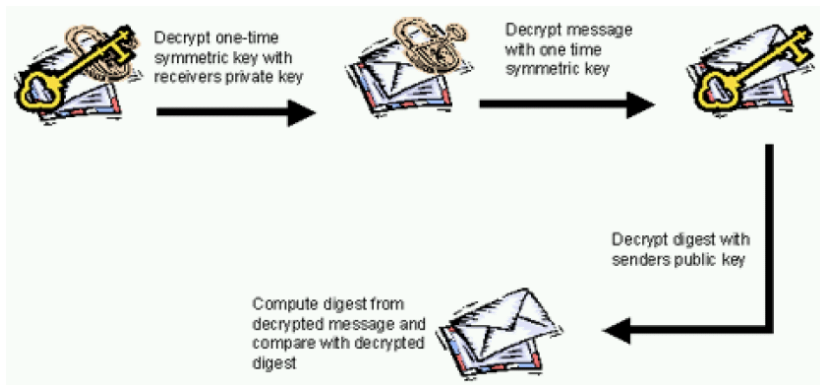 Decrypt one-time
symmetric key with
receivers private key
Decrypt message
with one time
symmetric key
Decrypt digest with
senders public key
Compute digest from
decrypted message and
compare with decrypted
digest